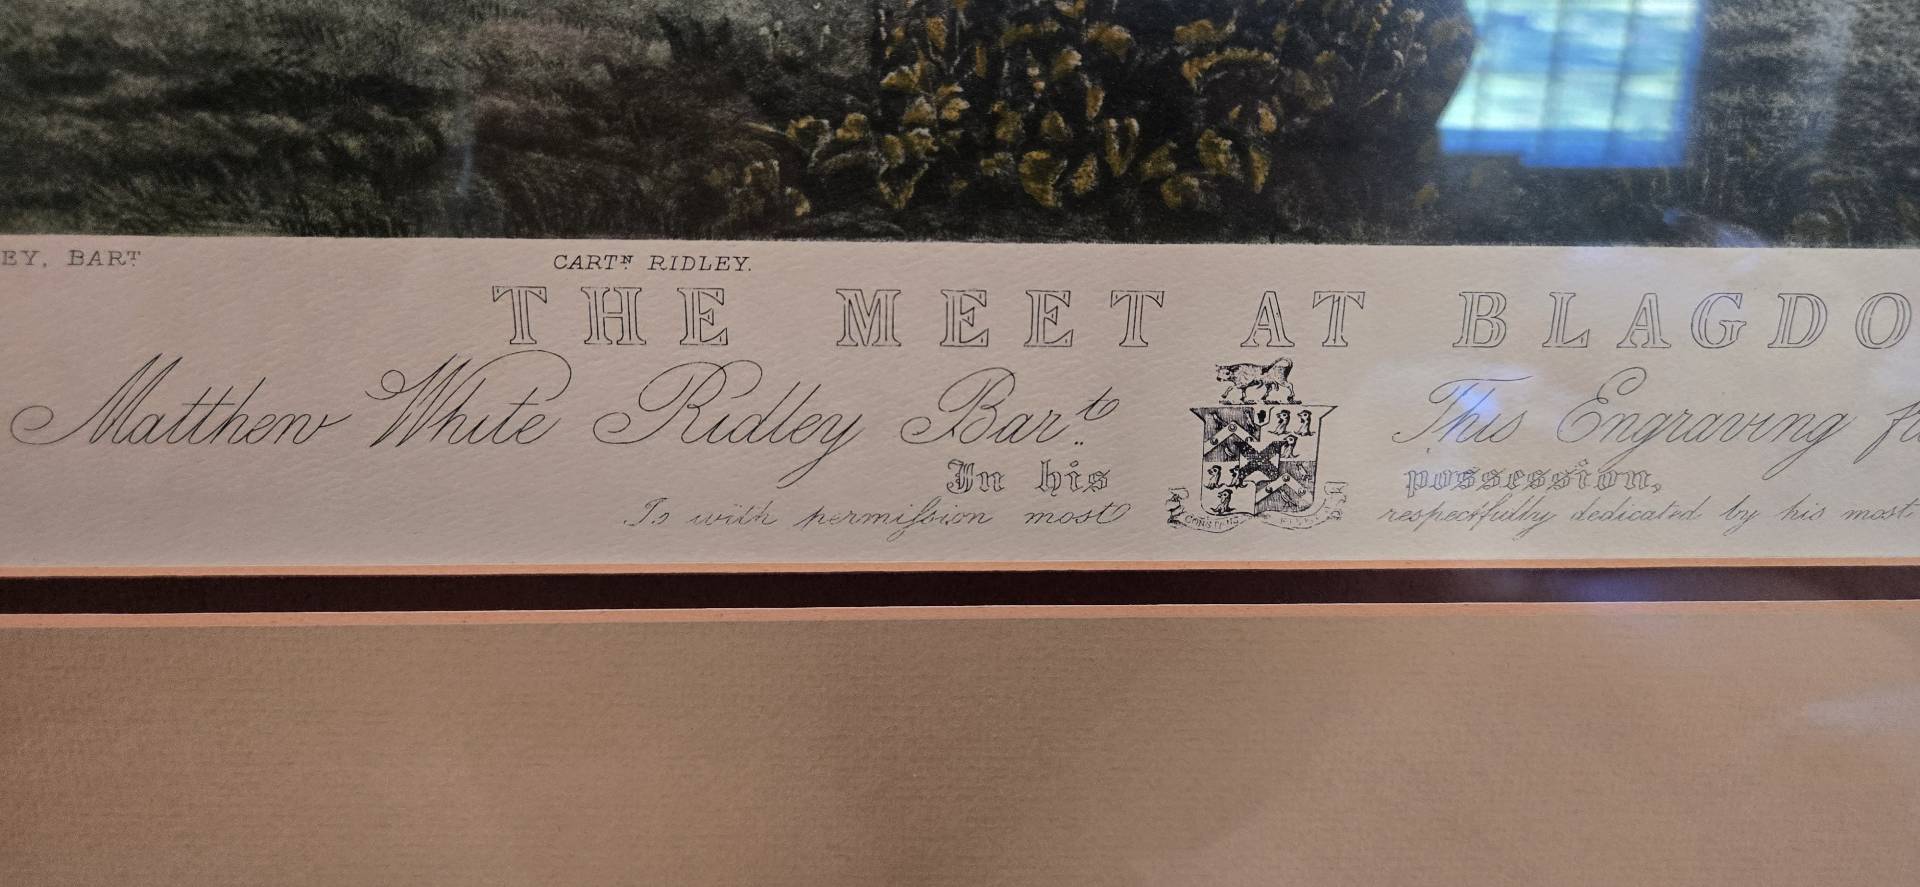 EY, BART
CARTN RIDLEY.
THE MEET AT BLAGDO
Matthew White Ridley Bart This Engraving
In his possession,
Is with permission most respectfully dedicated by his most